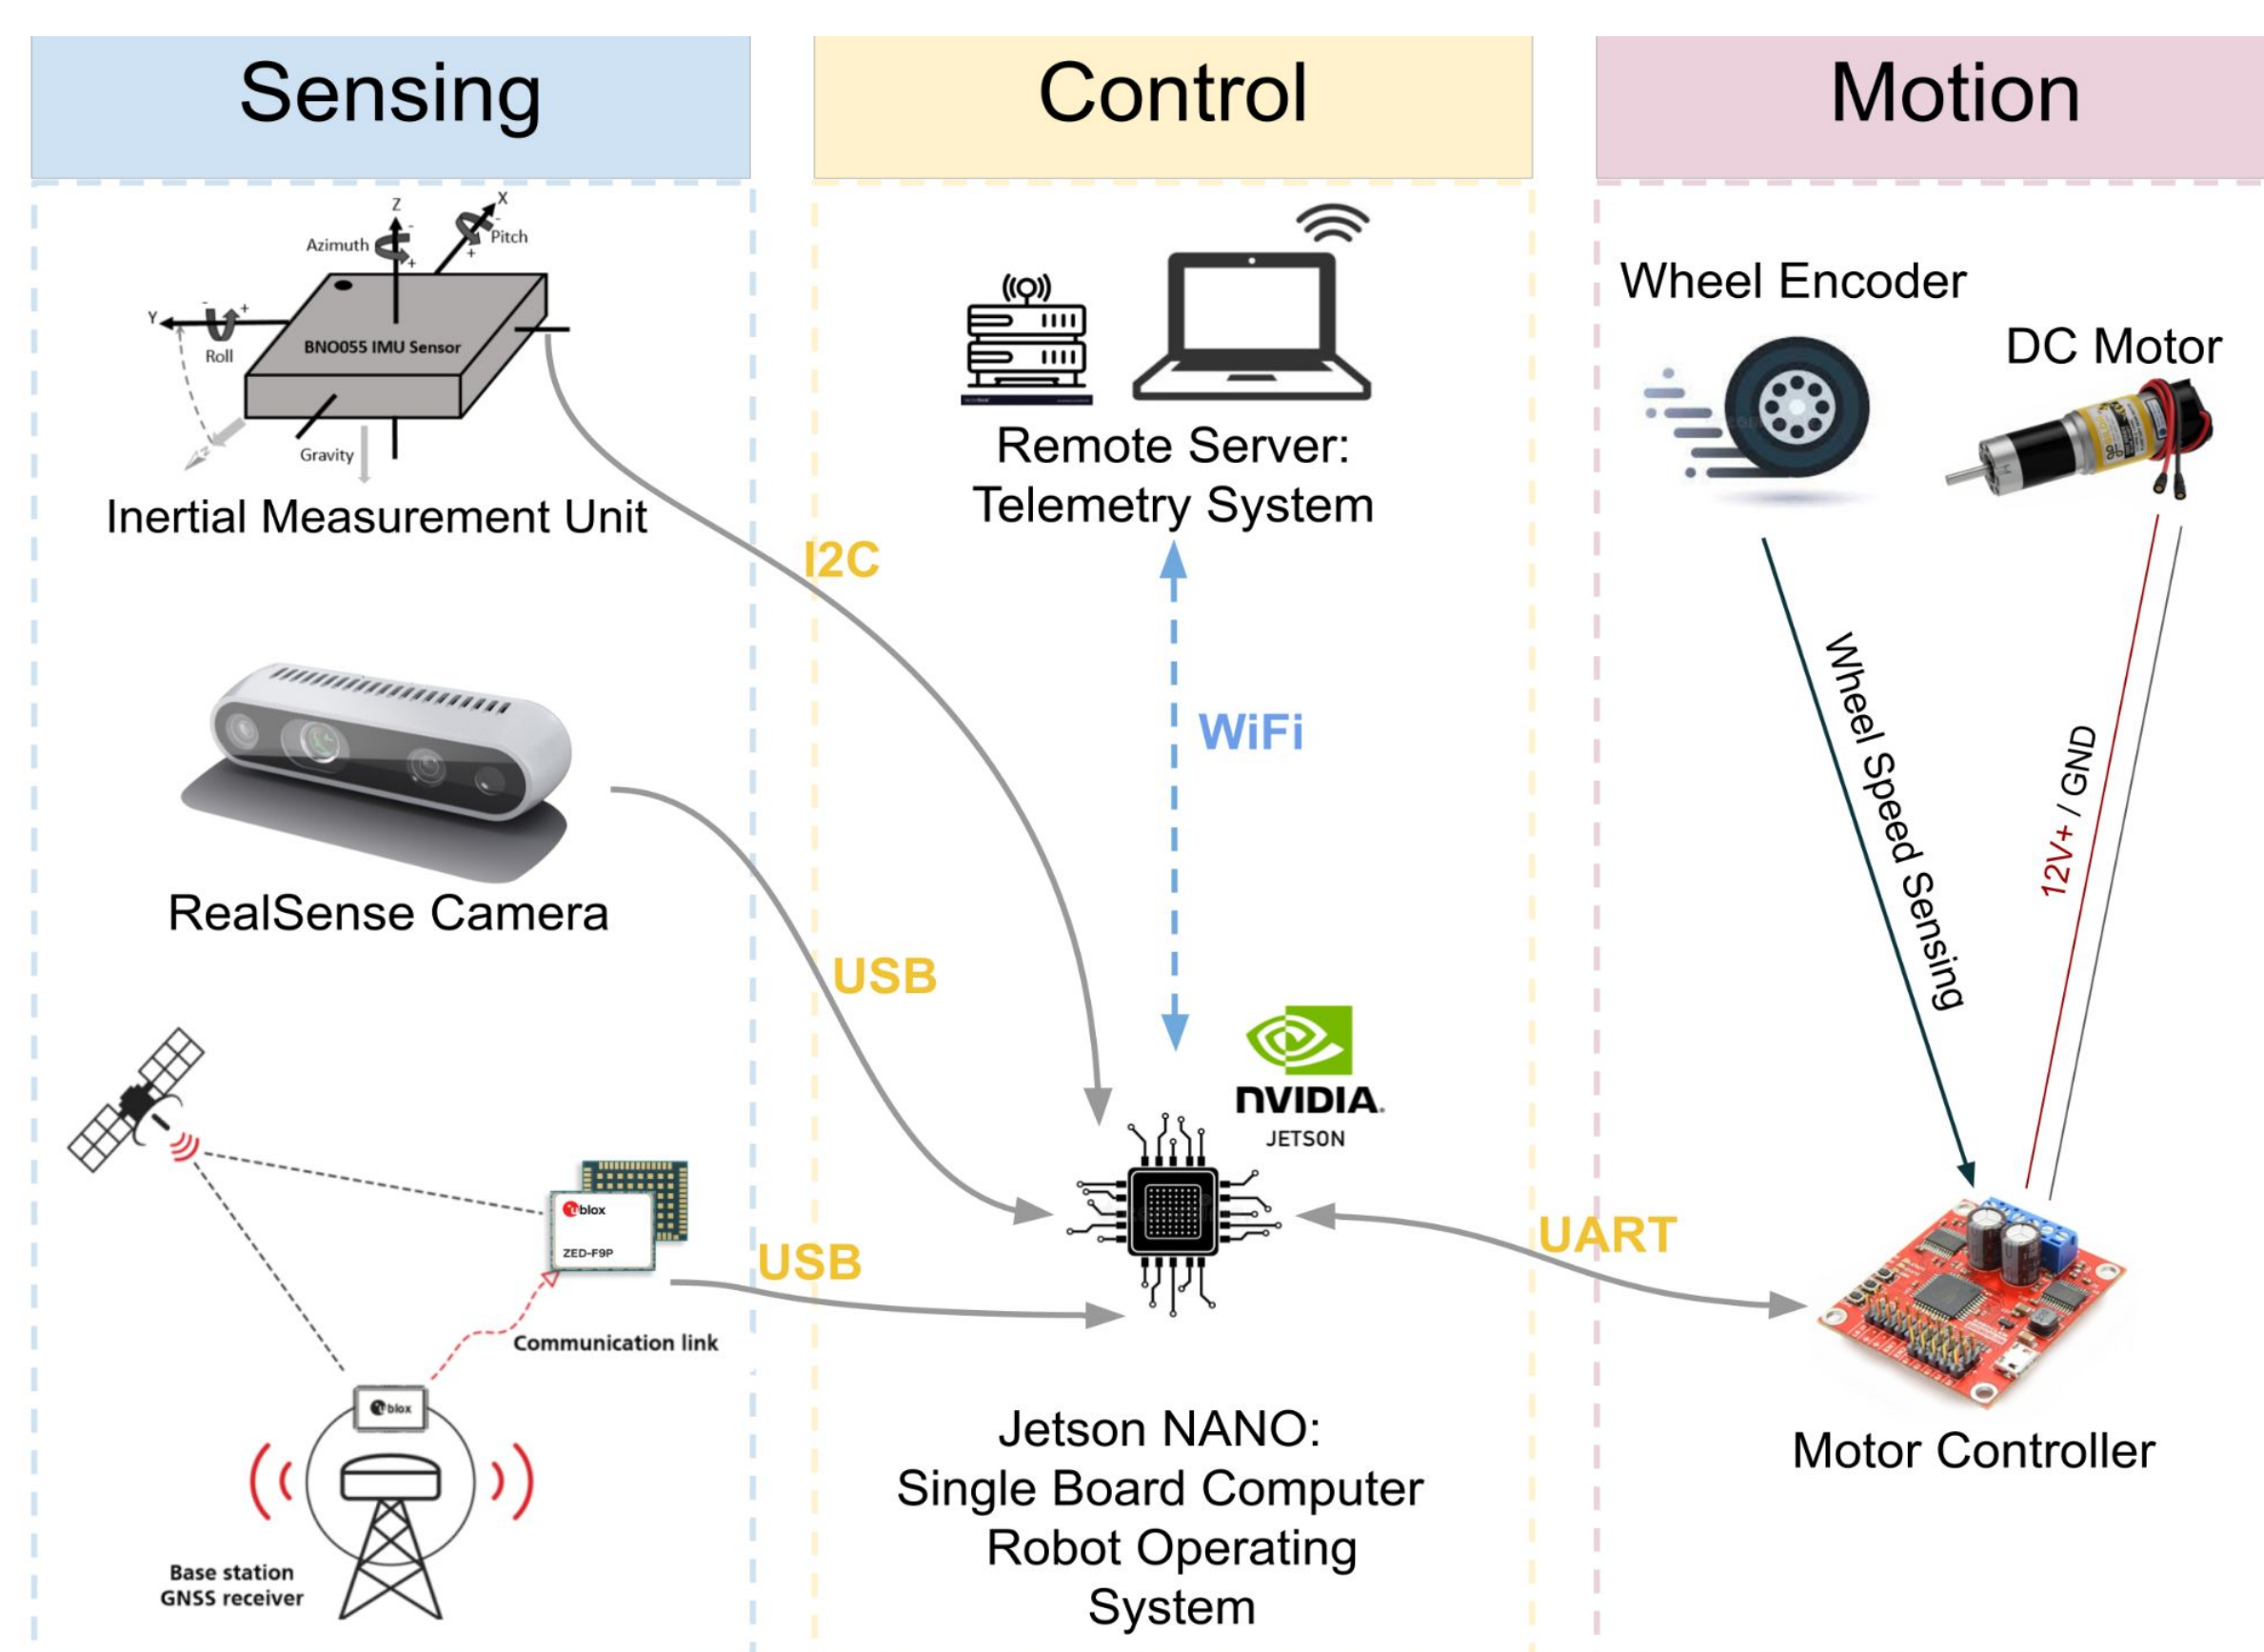 Sensing
Control
Motion
Z
X
Azimuth
-
+
-
Pitch
+
Y
-
+
Roll
BNO055 IMU Sensor
Gravity
Inertial Measurement Unit
RealSense Camera
ublox
ZED-F9P
Communication link
ublox
Base station
GNSS receiver
I2C
USB
USB
Remote Server:
Telemetry System
WiFi
NVIDIA.
JETSON
Jetson NANO:
Single Board Computer
Robot Operating
System
UART
Wheel Encoder
DC Motor
Wheel Speed Sensing
12V+ / GND
Motor Controller